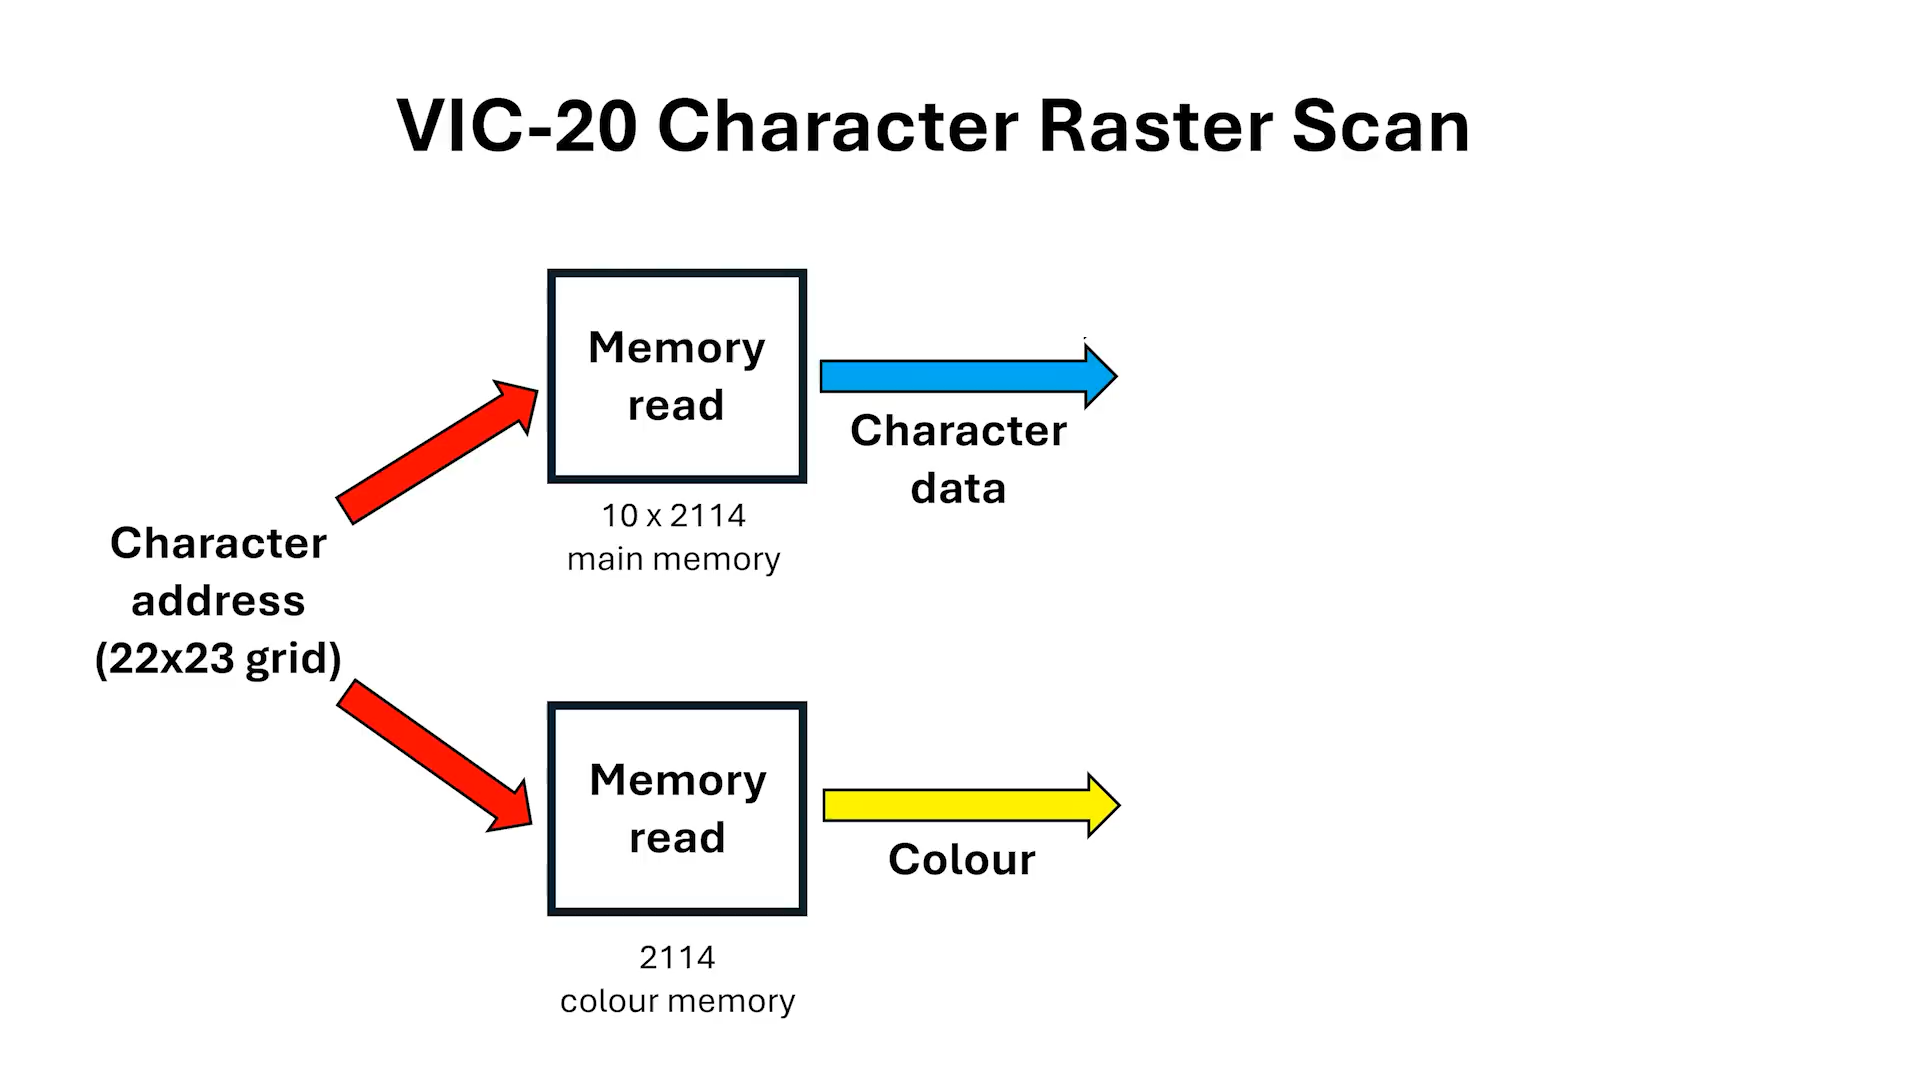 VIC-20 Character Raster Scan
Memory
read
Character
data
10 x 2114
main memory
Character
address
(22x23 grid)
Memory
read
Colour
2114
colour memory